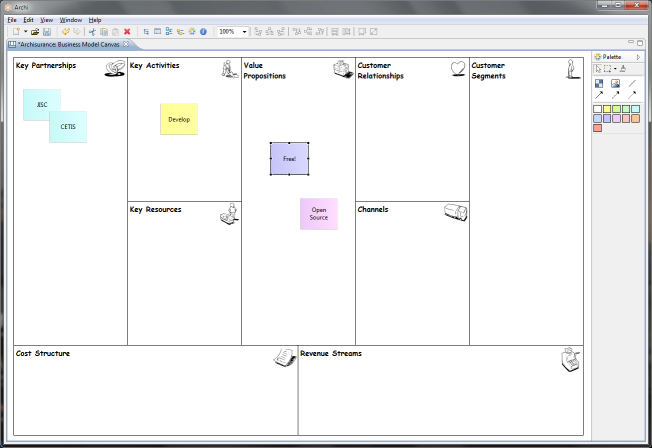 Archi
File Edit View Window Help
100%
*Archisurance: Business Model Canvas
Palette
Key Partnerships
Key Activities
Value
Propositions
Customer
Relationships
Customer
Segments
JISC
CETIS
Develop
Free!
Open
Source
Key Resources
Channels
Cost Structure
Revenue Streams